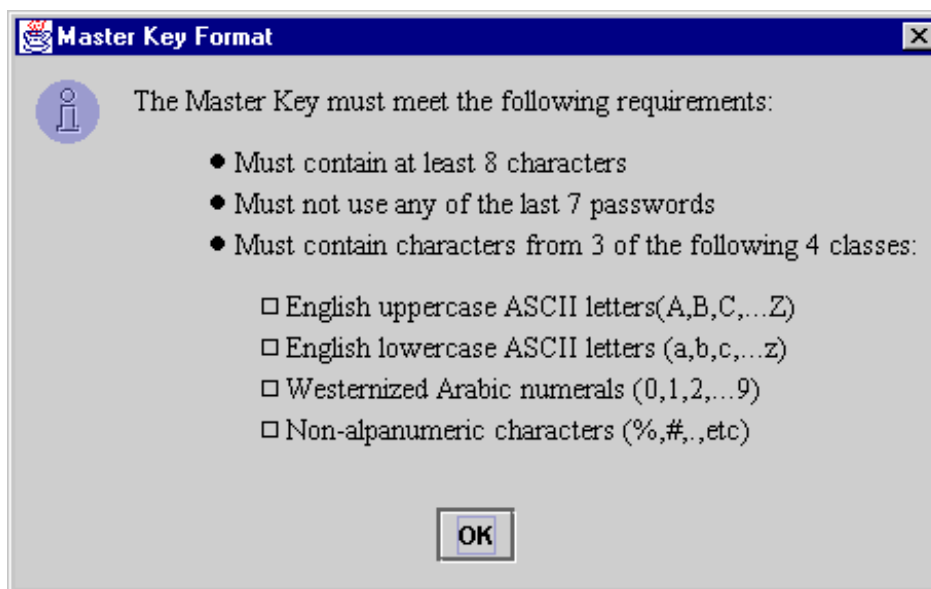 Master Key Format
The Master Key must meet the following requirements:
● Must contain at least 8 characters
● Must not use any of the last 7 passwords
● Must contain characters from 3 of the following 4 classes:
□ English uppercase ASCII letters(A,B,C,...Z)
□ English lowercase ASCII letters (a,b,c,...z)
□ Westernized Arabic numerals (0,1,2,...9)
□ Non-alpanumeric characters (%,#,.,etc)
OK